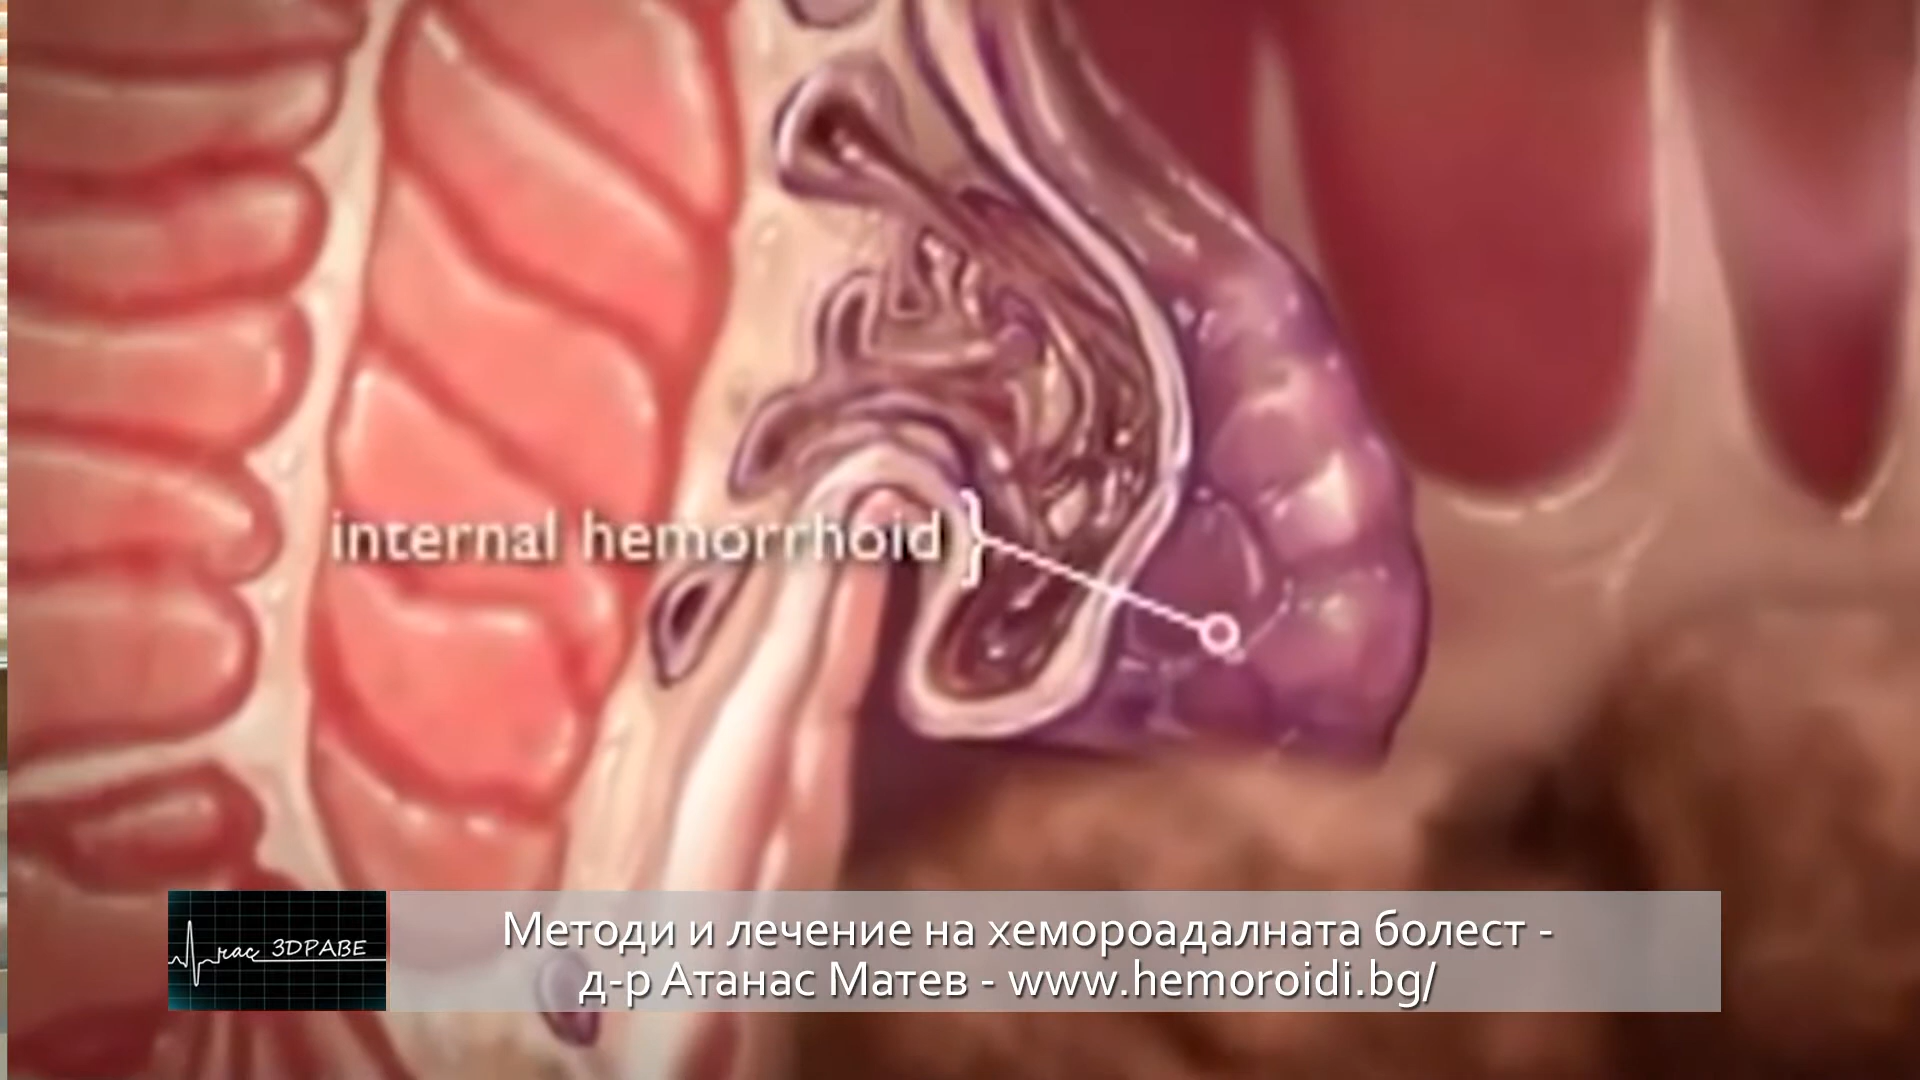 internal hemorrhoid
час ЗДРАВЕ
Методи и лечение на хемороадалната болест -
д-р Атанас Матев - www.hemoroidi.bg/